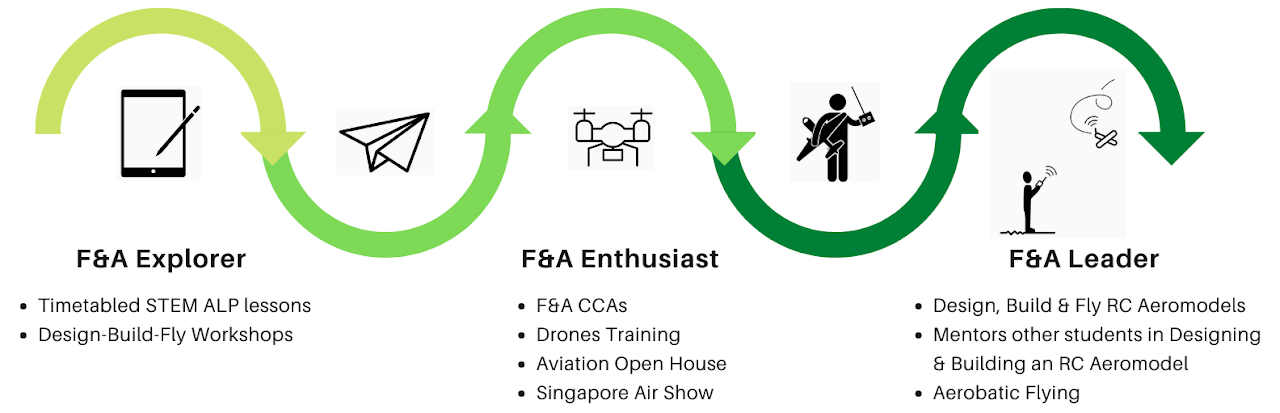 F&A Explorer
• Timetabled STEM ALP lessons
• Design-Build-Fly Workshops
F&A Enthusiast
• F&A CCAs
• Drones Training
• Aviation Open House
• Singapore Air Show
F&A Leader
• Design, Build & Fly RC Aeromodels
• Mentors other students in Designing
& Building an RC Aeromodel
• Aerobatic Flying